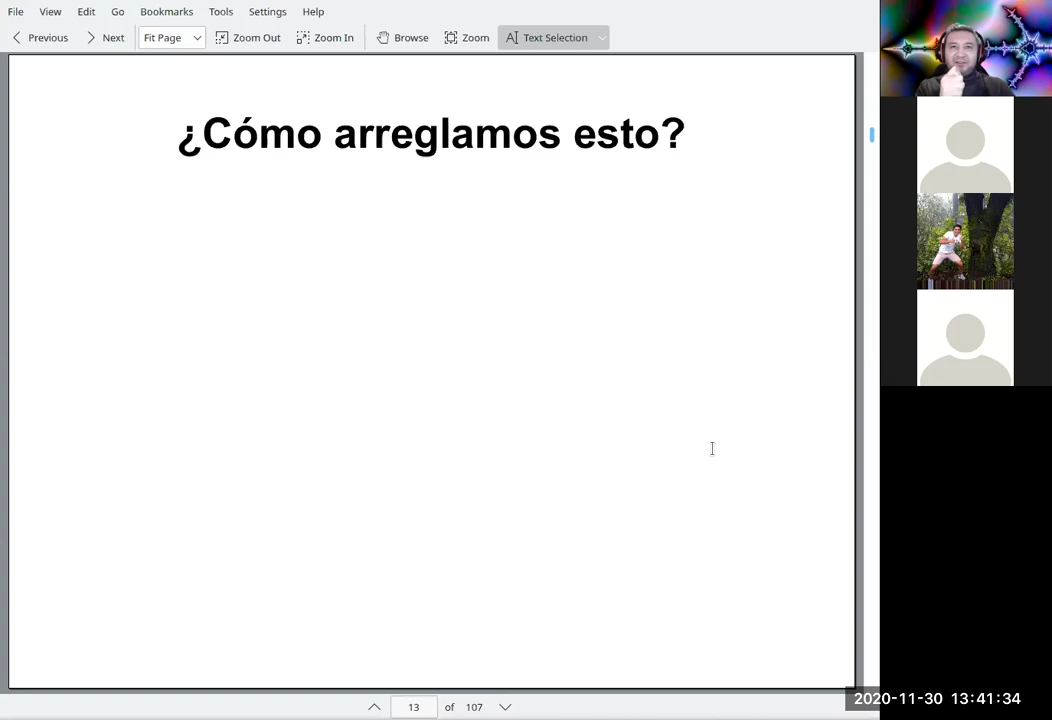 File View Edit Go Bookmarks Tools Settings Help
Previous Next Fit Page Zoom Out Zoom In Browse Zoom Text Selection
¿Cómo arreglamos esto?
13 of 107
2020-11-30 13:41:34